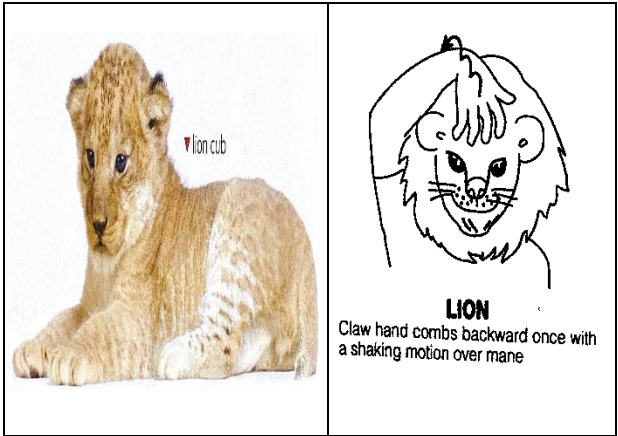 lion cub
LION
Claw hand combs backward once with
a shaking motion over mane